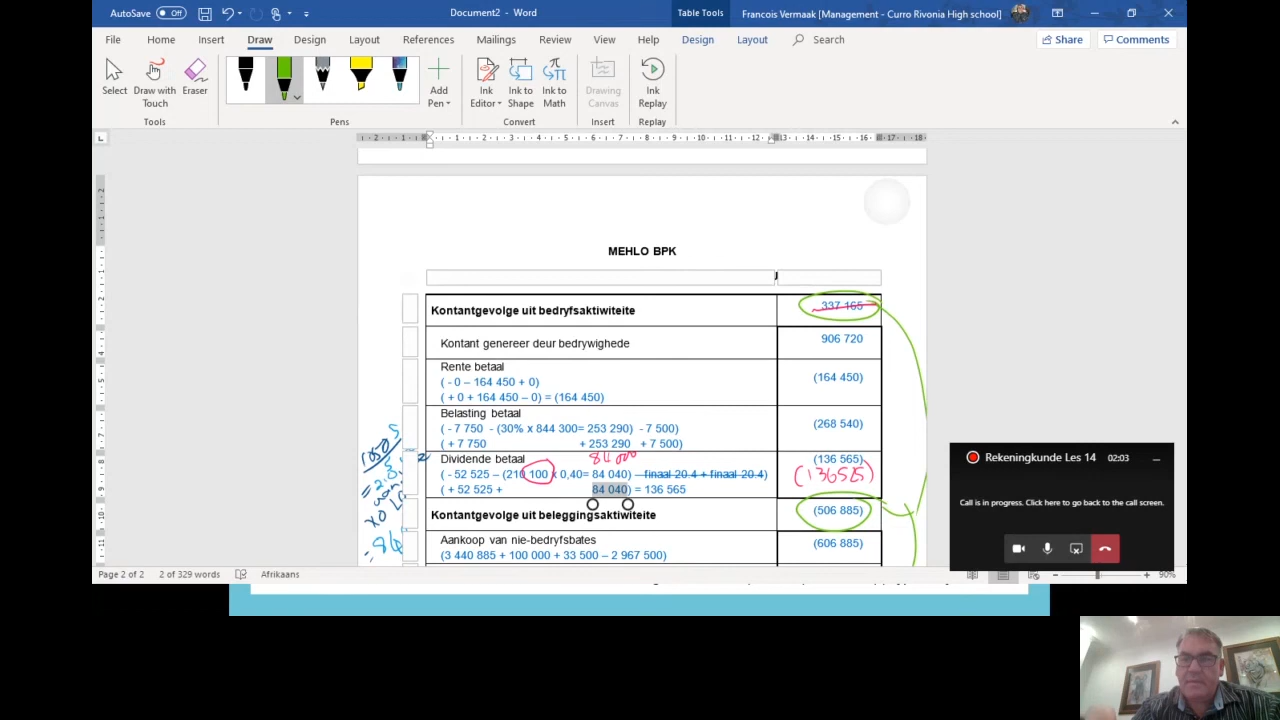 AutoSave Off
Document2 - Word
Table Tools
Francois Vermaak [Management - Curro Rivonia High school]
File Home Insert Draw Design Layout References Mailings Review View Help Design Layout Search Share Comments
Select
Draw with Touch
Eraser
Add Pen
Ink Editor
Ink to Shape
Ink to Math
Drawing Canvas
Ink Replay
Tools
Pens
Convert
Insert
Replay
MEHLO BPK
Kontantgevolge uit bedryfsaktiwiteite 337 165
Kontant genereer deur bedrywighede 906 720
Rente betaal
( - 0 – 164 450 + 0) (164 450)
( + 0 + 164 450 – 0) = (164 450)
Belasting betaal
( - 7 750 - (30% x 844 300= 253 290) - 7 500) (268 540)
( + 7 750 + 253 290 + 7 500)
84 000
Dividende betaal (136 565)
( - 52 525 – (210 100 x 0,40= 84 040) – finaal 20.4 + finaal 20.4) (136525)
( + 52 525 + 84 040) = 136 565
Kontantgevolge uit beleggingsaktiwiteite (506 885)
Aankoop van nie-bedryfsbates (606 885)
(3 440 885 + 100 000 + 33 500 – 2 967 500)
Rekeningkunde Les 14 02:03
Call is in progress. Click here to go back to the call screen.
Page 2 of 2 2 of 329 words Afrikaans 90%